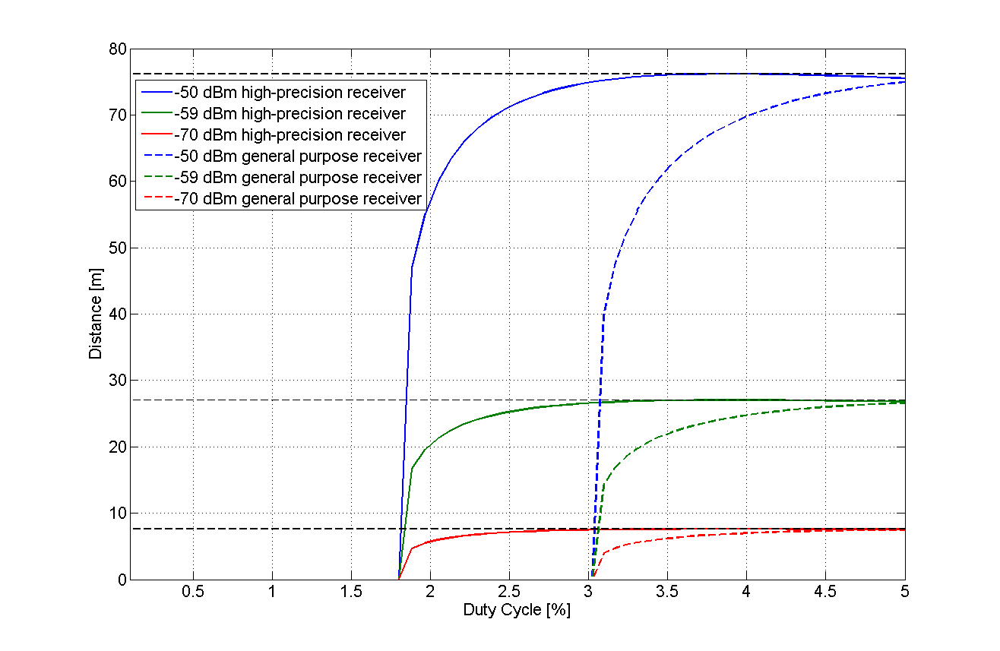 80
70
60
50
40
30
20
10
0
Distance [m]
-50 dBm high-precision receiver
-59 dBm high-precision receiver
-70 dBm high-precision receiver
-50 dBm general purpose receiver
-59 dBm general purpose receiver
-70 dBm general purpose receiver
0.5 1 1.5 2 2.5 3 3.5 4 4.5 5
Duty Cycle [%]